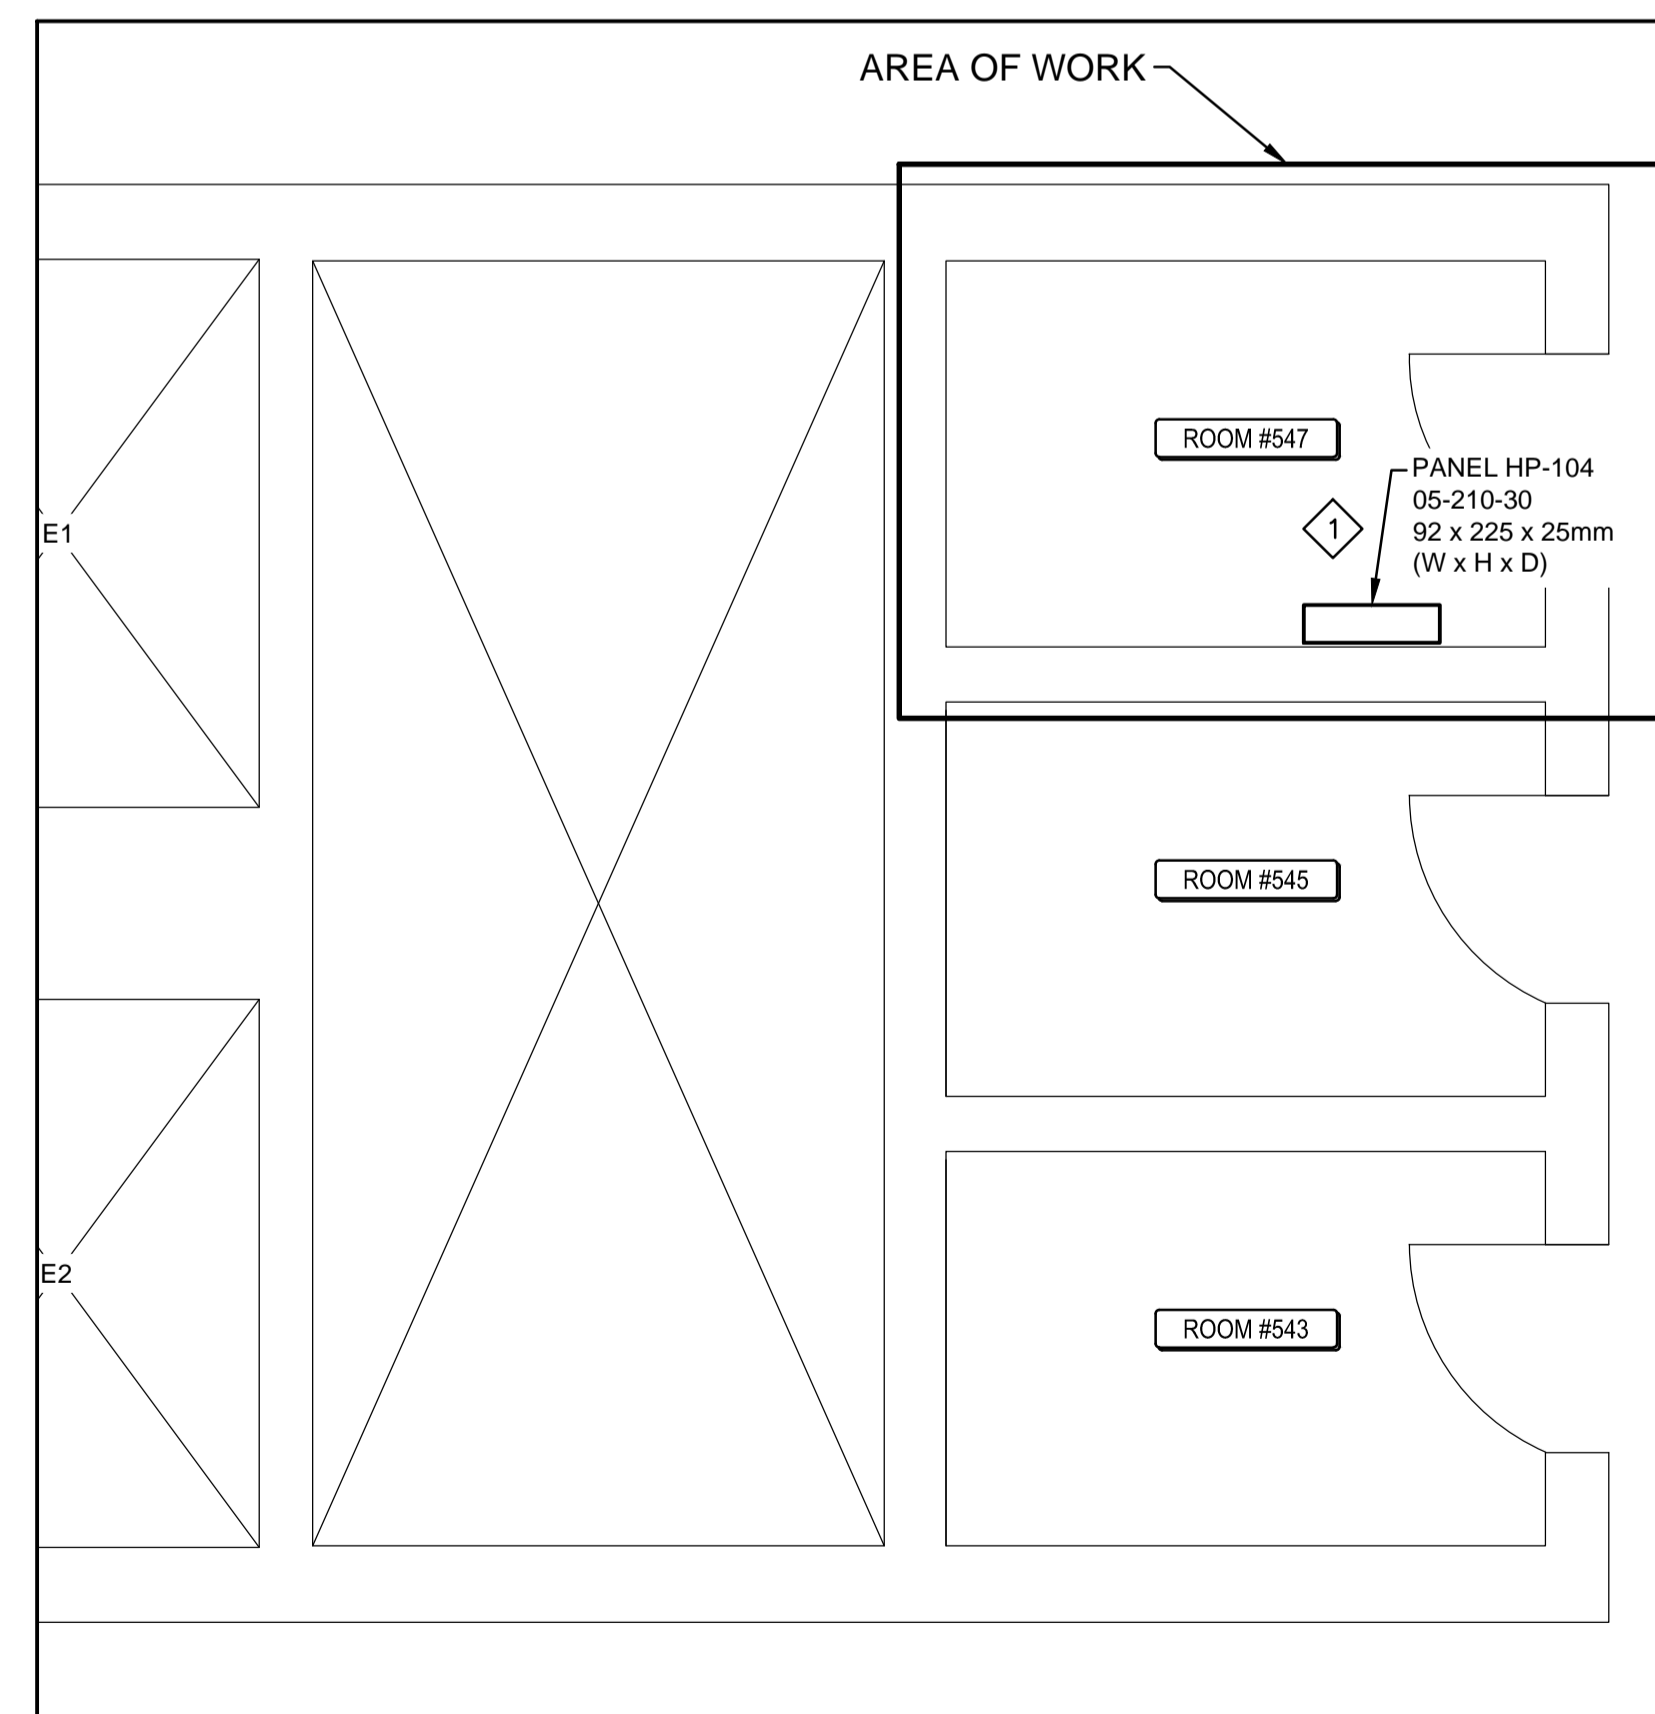 AREA OF WORK
ROOM #547
PANEL HP-104
05-210-30
92 x 225 x 25mm
(W x H x D)
1
E1
ROOM #545
E2
ROOM #543